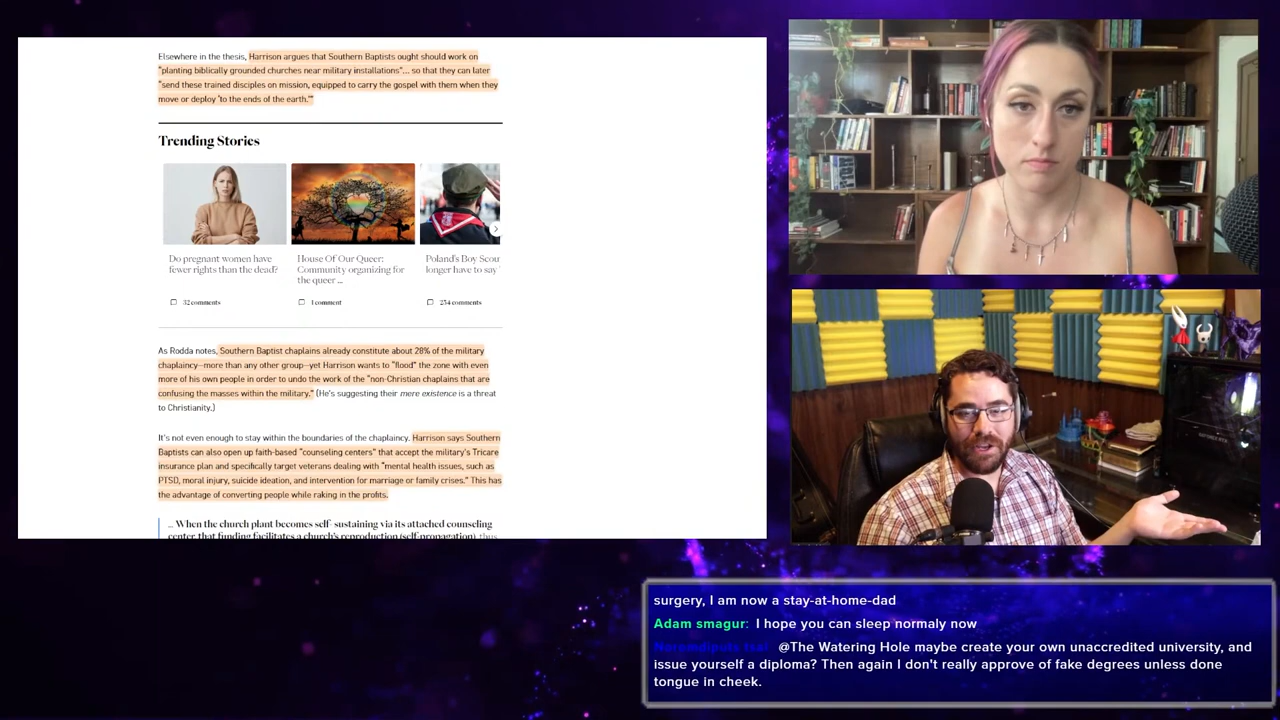 Elsewhere in the thesis, Harrison argues that Southern Baptists ought should work on
"planting biblically grounded churches near military installations"... so that they can later
"send these trained disciples on mission, equipped to carry the gospel with them when they
move or deploy 'to the ends of the earth.'"
Trending Stories
Do pregnant women have
fewer rights than the dead?
32 comments
House Of Our Queer:
Community organizing for
the queer ...
1 comment
Poland's Boy Scou
longer have to say
254 comments
As Rodda notes, Southern Baptist chaplains already constitute about 28% of the military
chaplaincy—more than any other group—yet Harrison wants to "flood" the zone with even
more of his own people in order to undo the work of the "non-Christian chaplains that are
confusing the masses within the military." (He's suggesting their mere existence is a threat
to Christianity.)
It's not even enough to stay within the boundaries of the chaplaincy. Harrison says Southern
Baptists can also open up faith-based "counseling centers" that accept the military's Tricare
insurance plan and specifically target veterans dealing with "mental health issues, such as
PTSD, moral injury, suicide ideation, and intervention for marriage or family crises." This has
the advantage of converting people while raking in the profits.
... When the church plant becomes self-sustaining via its attached counseling
center, that funding facilitates a church's reproduction (self-propagation), thus
surgery, I am now a stay-at-home-dad
Adam smagur: I hope you can sleep normaly now
@The Watering Hole maybe create your own unaccredited university, and
issue yourself a diploma? Then again I don't really approve of fake degrees unless done
tongue in cheek.